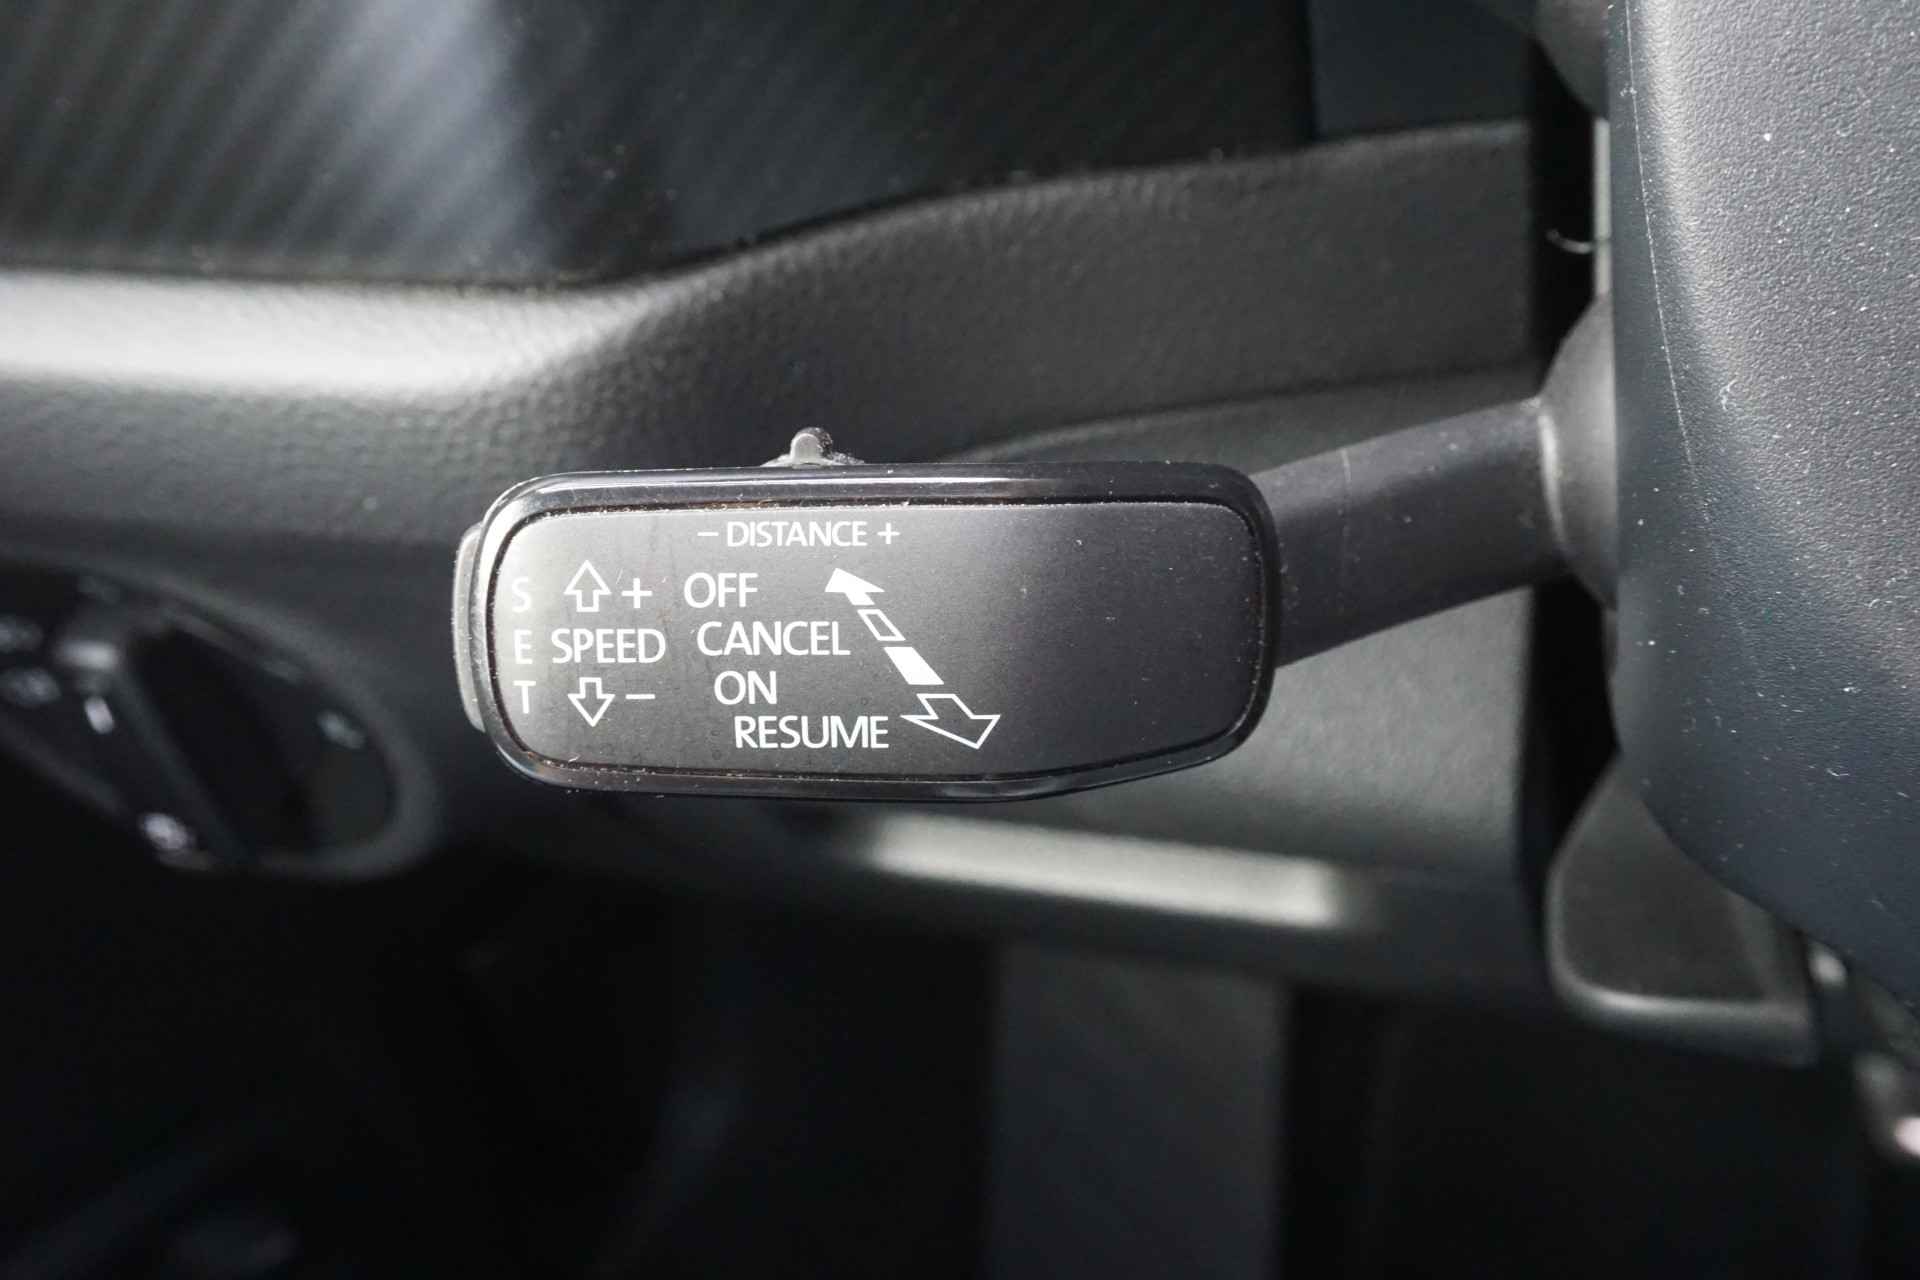 − DISTANCE +
S + OFF
E SPEED CANCEL
T − ON
RESUME